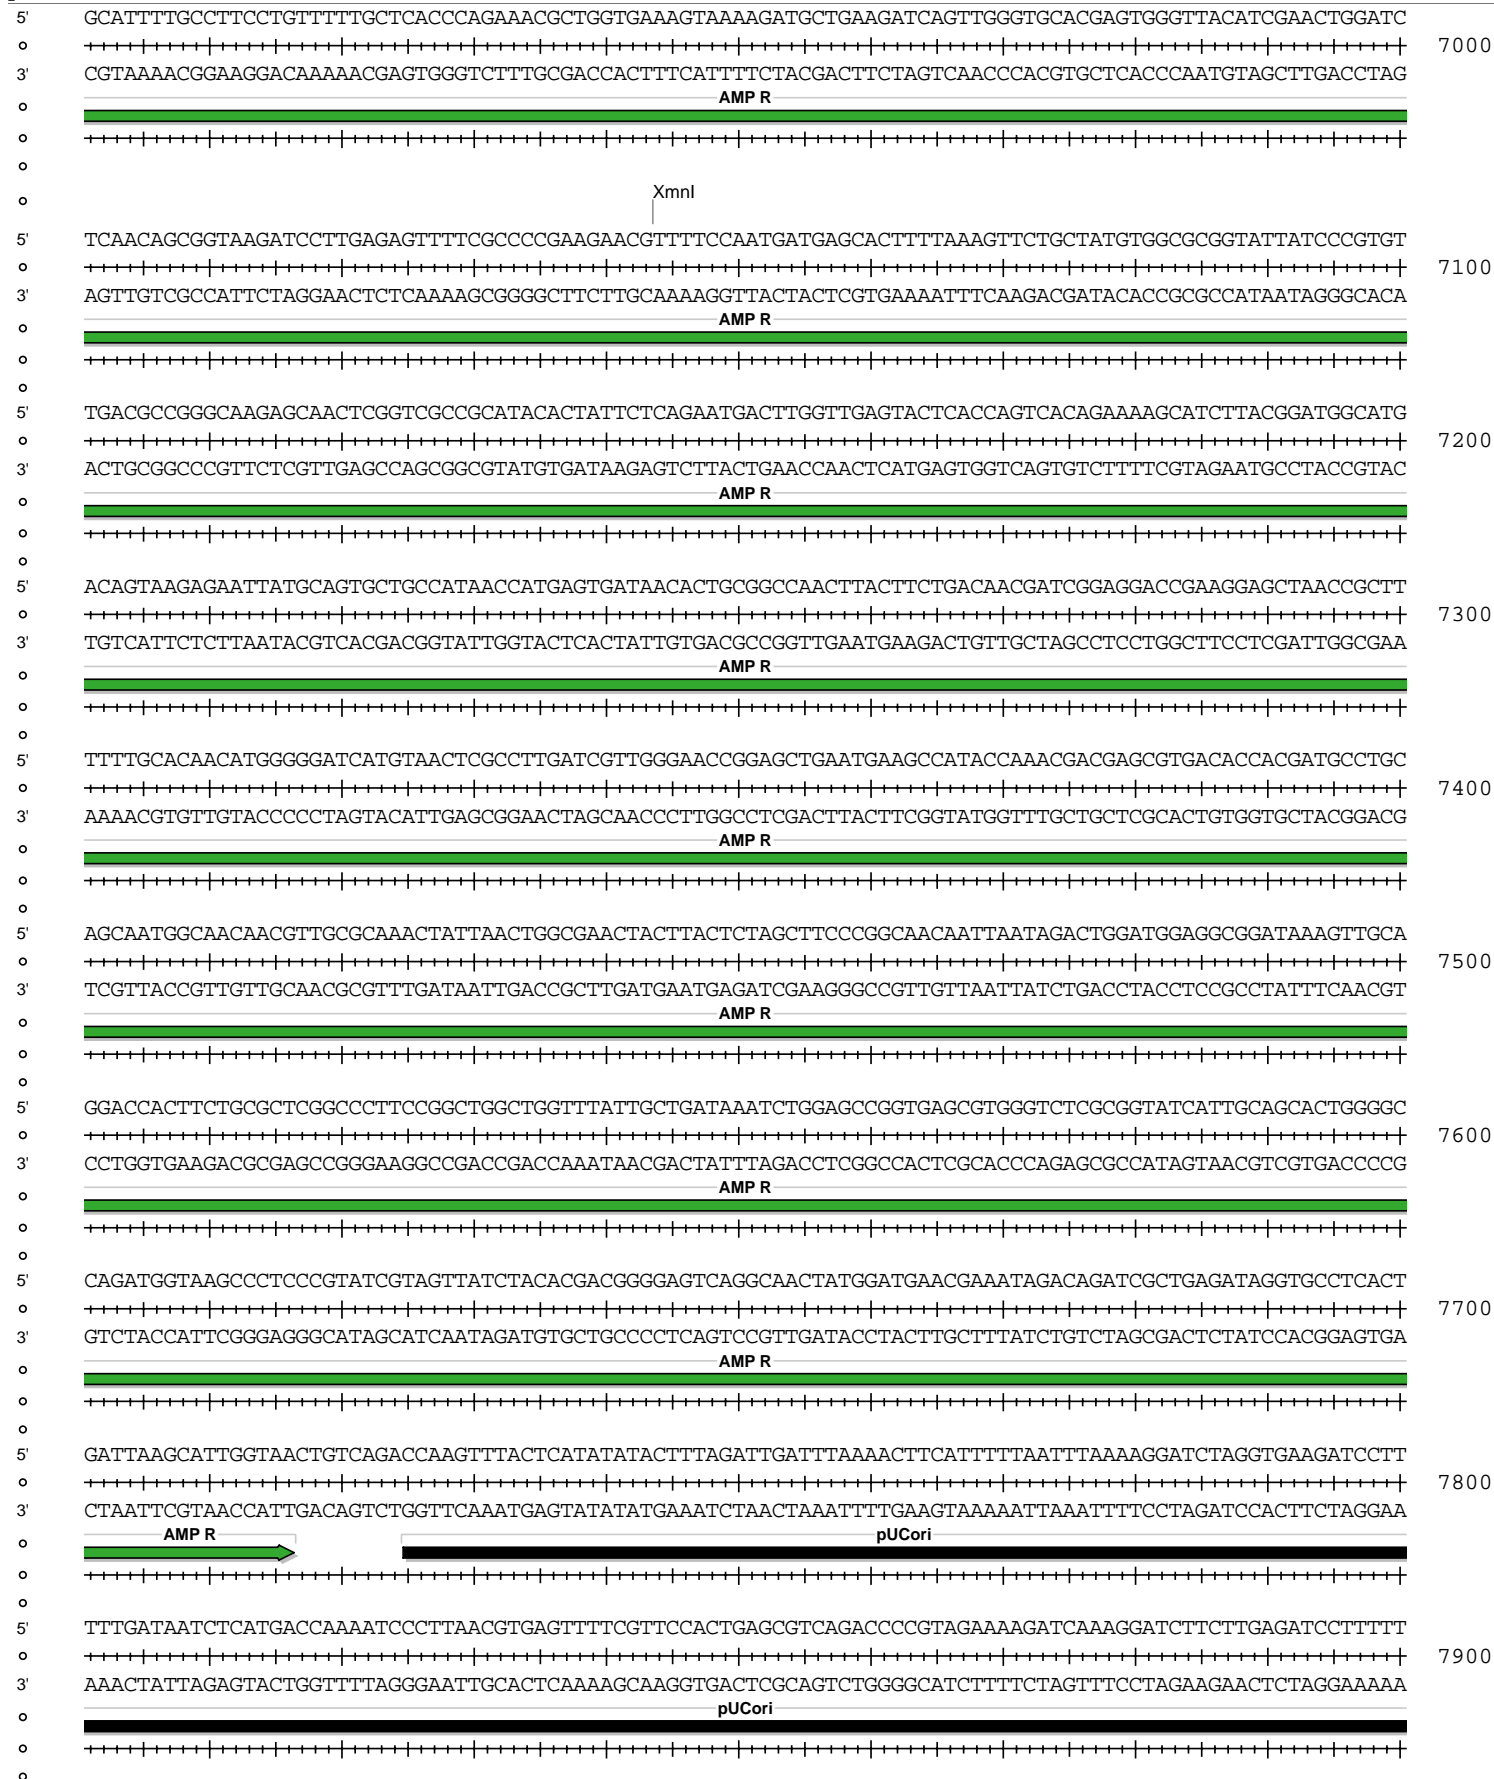 5' GCATTTTGCCTTCCTGTTTTTGCTCACCCAGAAACGCTGGTGAAAGTAAAAGATGCTGAAGATCAGTTGGGTGCACGAGTGGGTTACATCGAACTGGATC
7000
3' CGTAAAACGGAAGGACAAAAACGAGTGGGTCTTTGCGACCACTTTCATTTTCTACGACTTCTAGTCAACCCACGTGCTCACCCAATGTAGCTTGACCTAG
AMP R
XmnI
5' TCAACAGCGGTAAGATCCTTGAGAGTTTTCGCCCCGAAGAACGTTTTCCAATGATGAGCACTTTTAAAGTTCTGCTATGTGGCGCGGTATTATCCCGTGT
7100
3' AGTTGTCGCCATTCTAGGAACTCTCAAAAGCGGGGCTTCTTGCAAAAGGTTACTACTCGTGAAAATTTCAAGACGATACACCGCGCCATAATAGGGCACA
AMP R
5' TGACGCCGGGCAAGAGCAACTCGGTCGCCGCATACACTATTCTCAGAATGACTTGGTTGAGTACTCACCAGTCACAGAAAAGCATCTTACGGATGGCATG
7200
3' ACTGCGGCCCGTTCTCGTTGAGCCAGCGGCGTATGTGATAAGAGTCTTACTGAACCAACTCATGAGTGGTCAGTGTCTTTTCGTAGAATGCCTACCGTAC
AMP R
5' ACAGTAAGAGAATTATGCAGTGCTGCCATAACCATGAGTGATAACACTGCGGCCAACTTACTTCTGACAACGATCGGAGGACCGAAGGAGCTAACCGCTT
7300
3' TGTCATTCTCTTAATACGTCACGACGGTATTGGTACTCACTATTGTGACGCCGGTTGAATGAAGACTGTTGCTAGCCTCCTGGCTTCCTCGATTGGCGAA
AMP R
5' TTTTGCACAACATGGGGGATCATGTAACTCGCCTTGATCGTTGGGAACCGGAGCTGAATGAAGCCATACCAAACGACGAGCGTGACACCACGATGCCTGC
7400
3' AAAACGTGTTGTACCCCCTAGTACATTGAGCGGAACTAGCAACCCTTGGCCTCGACTTACTTCGGTATGGTTTGCTGCTCGCACTGTGGTGCTACGGACG
AMP R
5' AGCAATGGCAACAACGTTGCGCAAACTATTAACTGGCGAACTACTTACTCTAGCTTCCCGGCAACAATTAATAGACTGGATGGAGGCGGATAAAGTTGCA
7500
3' TCGTTACCGTTGTTGCAACGCGTTTGATAATTGACCGCTTGATGAATGAGATCGAAGGGCCGTTGTTAATTATCTGACCTACCTCCGCCTATTTCAACGT
AMP R
5' GGACCACTTCTGCGCTCGGCCCTTCCGGCTGGCTGGTTTATTGCTGATAAATCTGGAGCCGGTGAGCGTGGGTCTCGCGGTATCATTGCAGCACTGGGGC
7600
3' CCTGGTGAAGACGCGAGCCGGGAAGGCCGACCGACCAAATAACGACTATTTAGACCTCGGCCACTCGCACCCAGAGCGCCATAGTAACGTCGTGACCCCG
AMP R
5' CAGATGGTAAGCCCTCCCGTATCGTAGTTATCTACACGACGGGGAGTCAGGCAACTATGGATGAACGAAATAGACAGATCGCTGAGATAGGTGCCTCACT
7700
3' GTCTACCATTCGGGAGGGCATAGCATCAATAGATGTGCTGCCCCTCAGTCCGTTGATACCTACTTGCTTTATCTGTCTAGCGACTCTATCCACGGAGTGA
AMP R
5' GATTAAGCATTGGTAACTGTCAGACCAAGTTTACTCATATATACTTTAGATTGATTTAAAACTTCATTTTTAATTTAAAAGGATCTAGGTGAAGATCCTT
7800
3' CTAATTCGTAACCATTGACAGTCTGGTTCAAATGAGTATATATGAAATCTAACTAAATTTTGAAGTAAAAATTAAATTTTCCTAGATCCACTTCTAGGAA
AMP R pUCori
5' TTTGATAATCTCATGACCAAAATCCCTTAACGTGAGTTTTCGTTCCACTGAGCGTCAGACCCCGTAGAAAAGATCAAAGGATCTTCTTGAGATCCTTTTT
7900
3' AAACTATTAGAGTACTGGTTTTAGGGAATTGCACTCAAAAGCAAGGTGACTCGCAGTCTGGGGCATCTTTTCTAGTTTCCTAGAAGAACTCTAGGAAAAA
pUCori